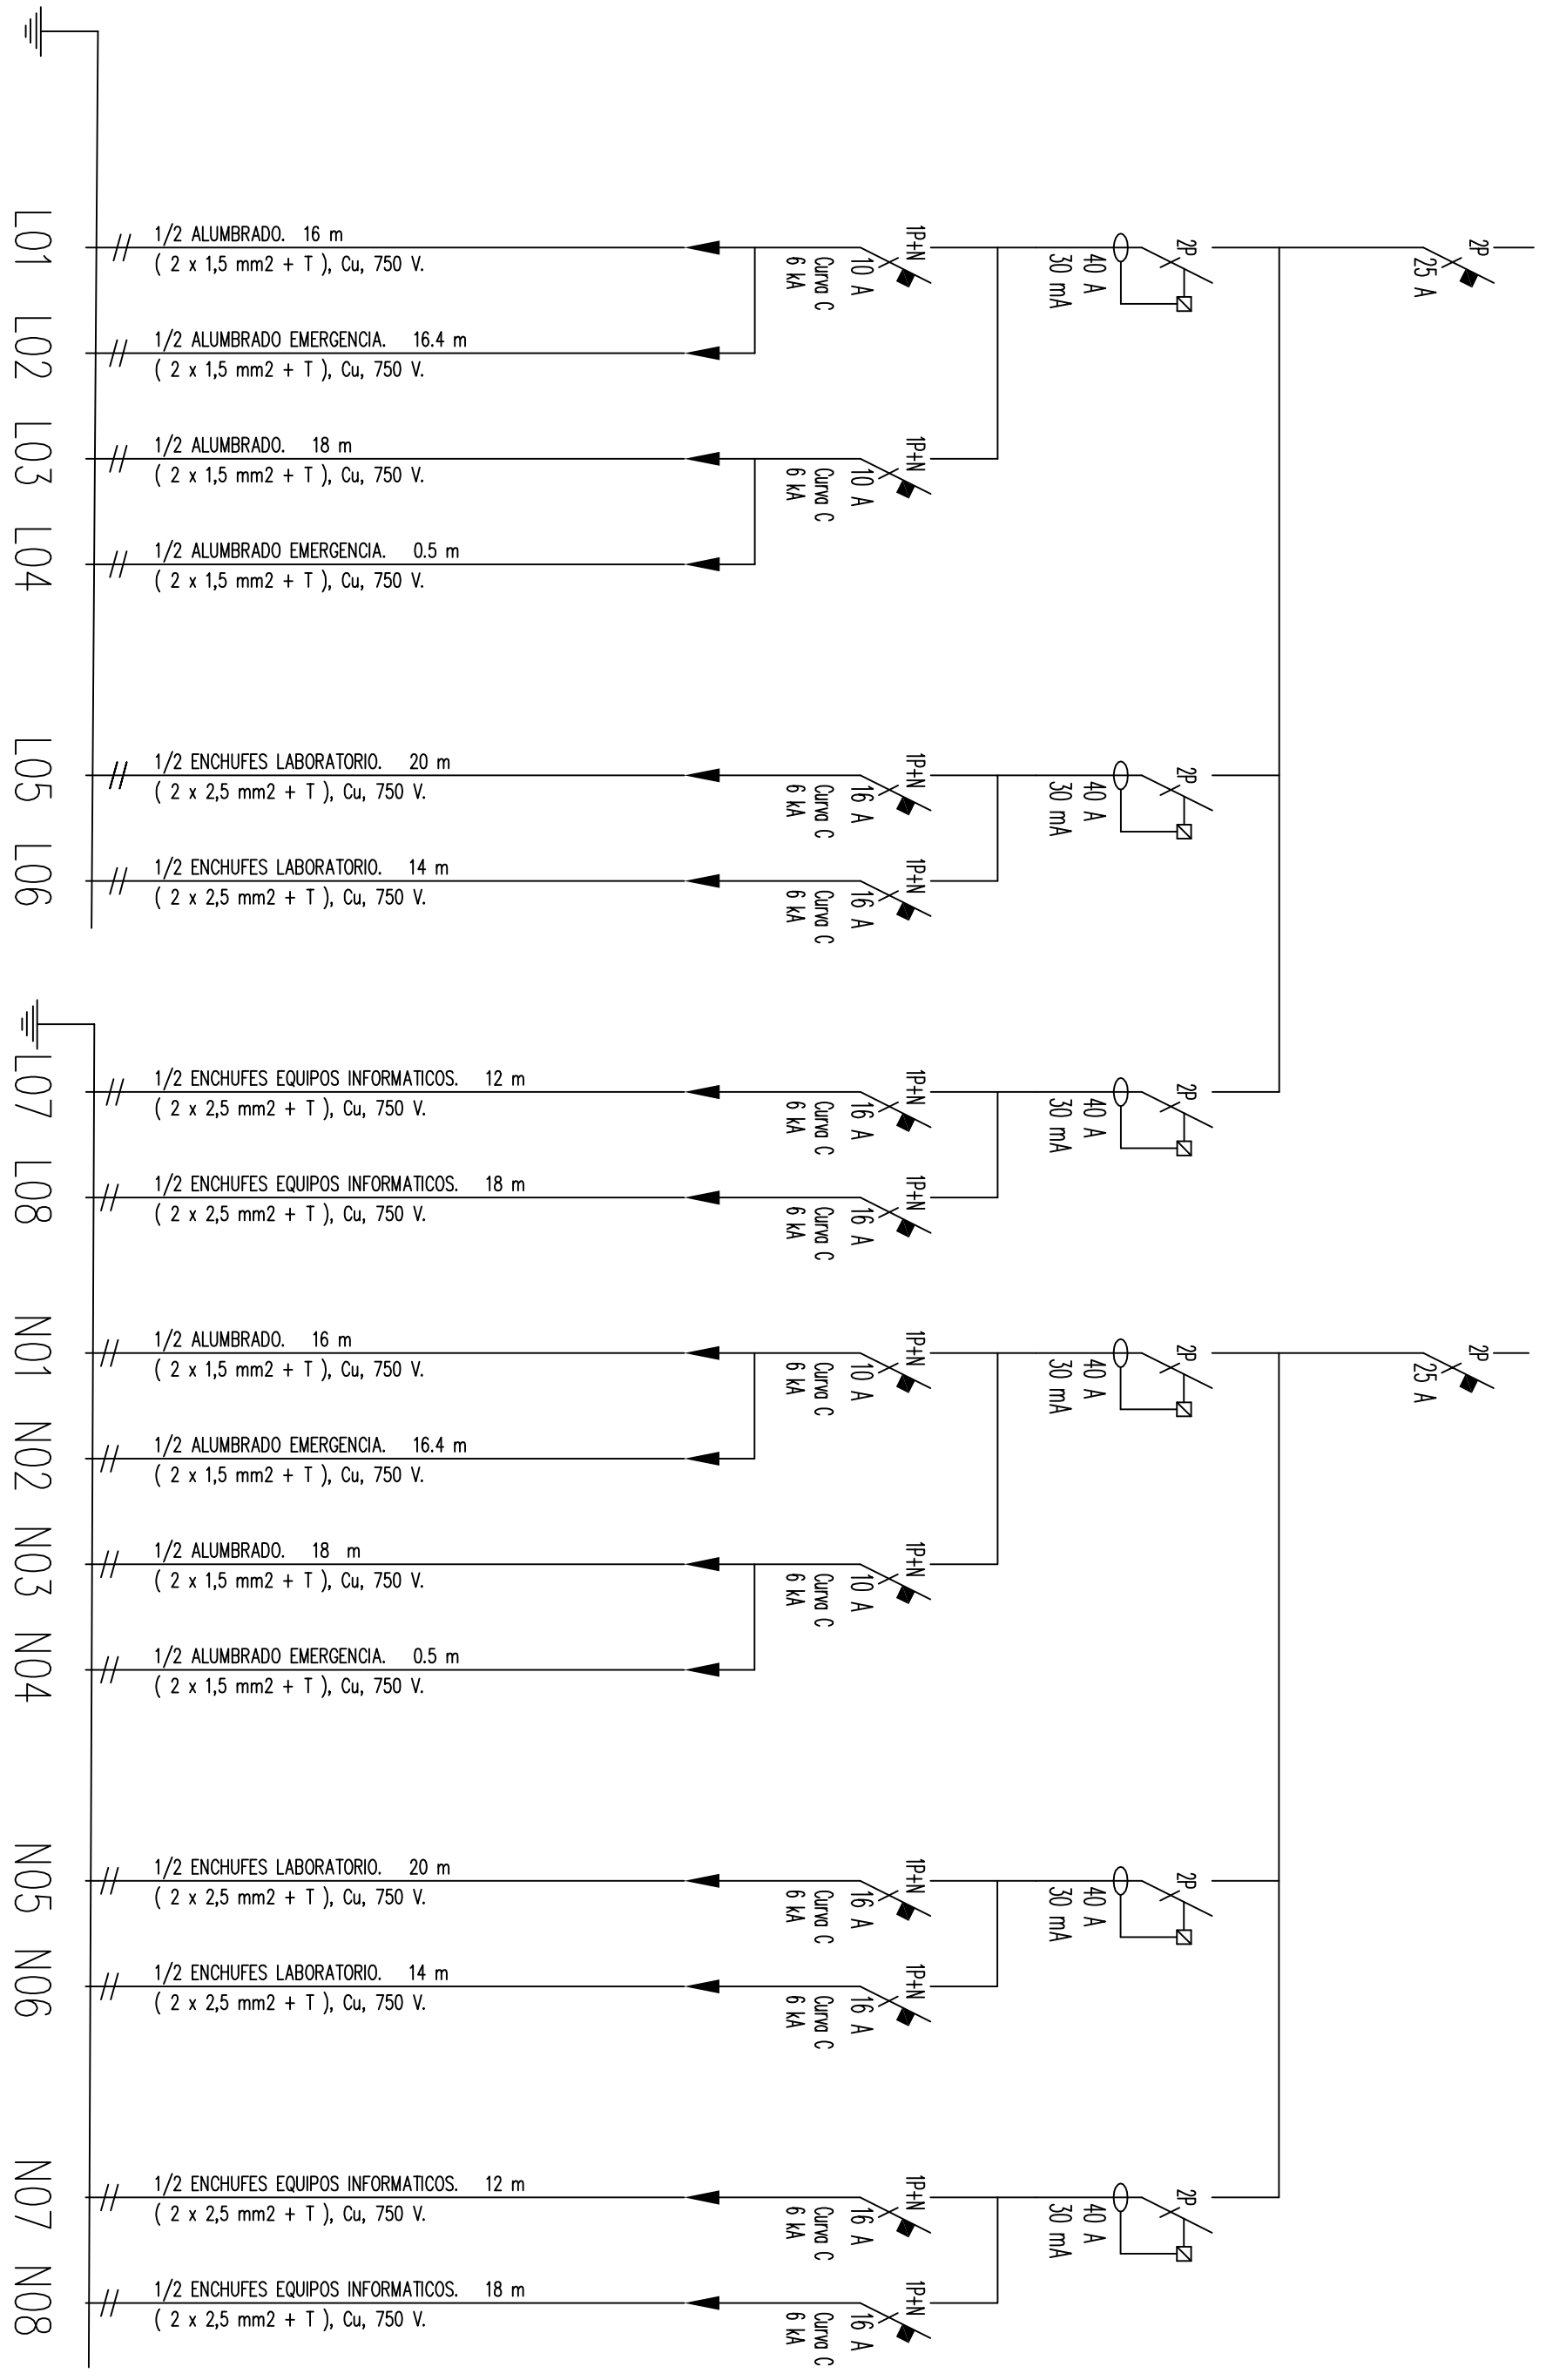 2P
25 A
2P
40 A
30 mA
1P+N
10 A
Curva C
6 kA
1/2 ALUMBRADO. 16 m
( 2 x 1,5 mm2 + T ), Cu, 750 V.
L01
1/2 ALUMBRADO EMERGENCIA. 16.4 m
( 2 x 1,5 mm2 + T ), Cu, 750 V.
L02
1P+N
10 A
Curva C
6 kA
1/2 ALUMBRADO. 18 m
( 2 x 1,5 mm2 + T ), Cu, 750 V.
L03
1/2 ALUMBRADO EMERGENCIA. 0.5 m
( 2 x 1,5 mm2 + T ), Cu, 750 V.
L04
2P
40 A
30 mA
1P+N
16 A
Curva C
6 kA
1/2 ENCHUFES LABORATORIO. 20 m
( 2 x 2,5 mm2 + T ), Cu, 750 V.
L05
1P+N
16 A
Curva C
6 kA
1/2 ENCHUFES LABORATORIO. 14 m
( 2 x 2,5 mm2 + T ), Cu, 750 V.
L06
2P
40 A
30 mA
1P+N
16 A
Curva C
6 kA
1/2 ENCHUFES EQUIPOS INFORMATICOS. 12 m
( 2 x 2,5 mm2 + T ), Cu, 750 V.
L07
1P+N
16 A
Curva C
6 kA
1/2 ENCHUFES EQUIPOS INFORMATICOS. 18 m
( 2 x 2,5 mm2 + T ), Cu, 750 V.
L08
2P
25 A
2P
40 A
30 mA
1P+N
10 A
Curva C
6 kA
1/2 ALUMBRADO. 16 m
( 2 x 1,5 mm2 + T ), Cu, 750 V.
N01
1/2 ALUMBRADO EMERGENCIA. 16.4 m
( 2 x 1,5 mm2 + T ), Cu, 750 V.
N02
1P+N
10 A
Curva C
6 kA
1/2 ALUMBRADO. 18 m
( 2 x 1,5 mm2 + T ), Cu, 750 V.
N03
1/2 ALUMBRADO EMERGENCIA. 0.5 m
( 2 x 1,5 mm2 + T ), Cu, 750 V.
N04
2P
40 A
30 mA
1P+N
16 A
Curva C
6 kA
1/2 ENCHUFES LABORATORIO. 20 m
( 2 x 2,5 mm2 + T ), Cu, 750 V.
N05
1P+N
16 A
Curva C
6 kA
1/2 ENCHUFES LABORATORIO. 14 m
( 2 x 2,5 mm2 + T ), Cu, 750 V.
N06
2P
40 A
30 mA
1P+N
16 A
Curva C
6 kA
1/2 ENCHUFES EQUIPOS INFORMATICOS. 12 m
( 2 x 2,5 mm2 + T ), Cu, 750 V.
N07
1P+N
16 A
Curva C
6 kA
1/2 ENCHUFES EQUIPOS INFORMATICOS. 18 m
( 2 x 2,5 mm2 + T ), Cu, 750 V.
N08